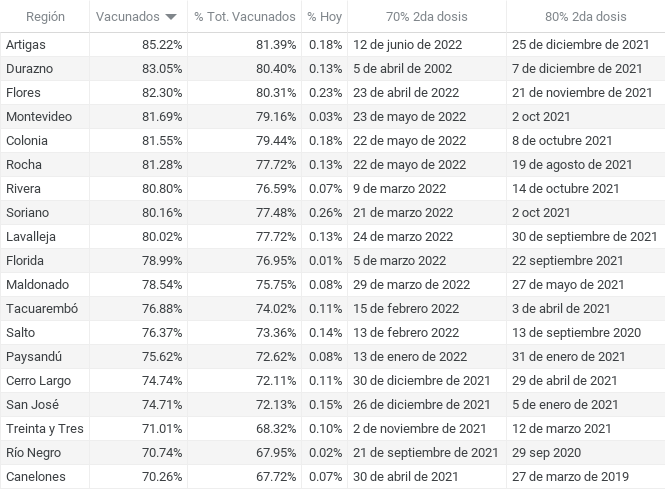 Región Vacunados % Tot. Vacunados % Hoy 70% 2da dosis 80% 2da dosis
Artigas 85.22% 81.39% 0.18% 12 de junio de 2022 25 de diciembre de 2021
Durazno 83.05% 80.40% 0.13% 5 de abril de 2002 7 de diciembre de 2021
Flores 82.30% 80.31% 0.23% 23 de abril de 2022 21 de noviembre de 2021
Montevideo 81.69% 79.16% 0.03% 23 de mayo de 2022 2 oct 2021
Colonia 81.55% 79.44% 0.18% 22 de mayo de 2022 8 de octubre 2021
Rocha 81.28% 77.72% 0.13% 22 de mayo de 2022 19 de agosto de 2021
Rivera 80.80% 76.59% 0.07% 9 de marzo 2022 14 de octubre 2021
Soriano 80.16% 77.48% 0.26% 21 de marzo 2022 2 oct 2021
Lavalleja 80.02% 77.72% 0.13% 24 de marzo 2022 30 de septiembre de 2021
Florida 78.99% 76.95% 0.01% 5 de marzo 2022 22 septiembre 2021
Maldonado 78.54% 75.75% 0.08% 29 de marzo de 2022 27 de mayo de 2021
Tacuarembó 76.88% 74.02% 0.11% 15 de febrero 2022 3 de abril de 2021
Salto 76.37% 73.36% 0.14% 13 de febrero 2022 13 de septiembre 2020
Paysandú 75.62% 72.62% 0.08% 13 de enero de 2022 31 de enero de 2021
Cerro Largo 74.74% 72.11% 0.11% 30 de diciembre de 2021 29 de abril de 2021
San José 74.71% 72.13% 0.15% 26 de diciembre de 2021 5 de enero de 2021
Treinta y Tres 71.01% 68.32% 0.10% 2 de noviembre de 2021 12 de marzo 2021
Río Negro 70.74% 67.95% 0.02% 21 de septiembre de 2021 29 sep 2020
Canelones 70.26% 67.72% 0.07% 30 de abril de 2021 27 de marzo de 2019